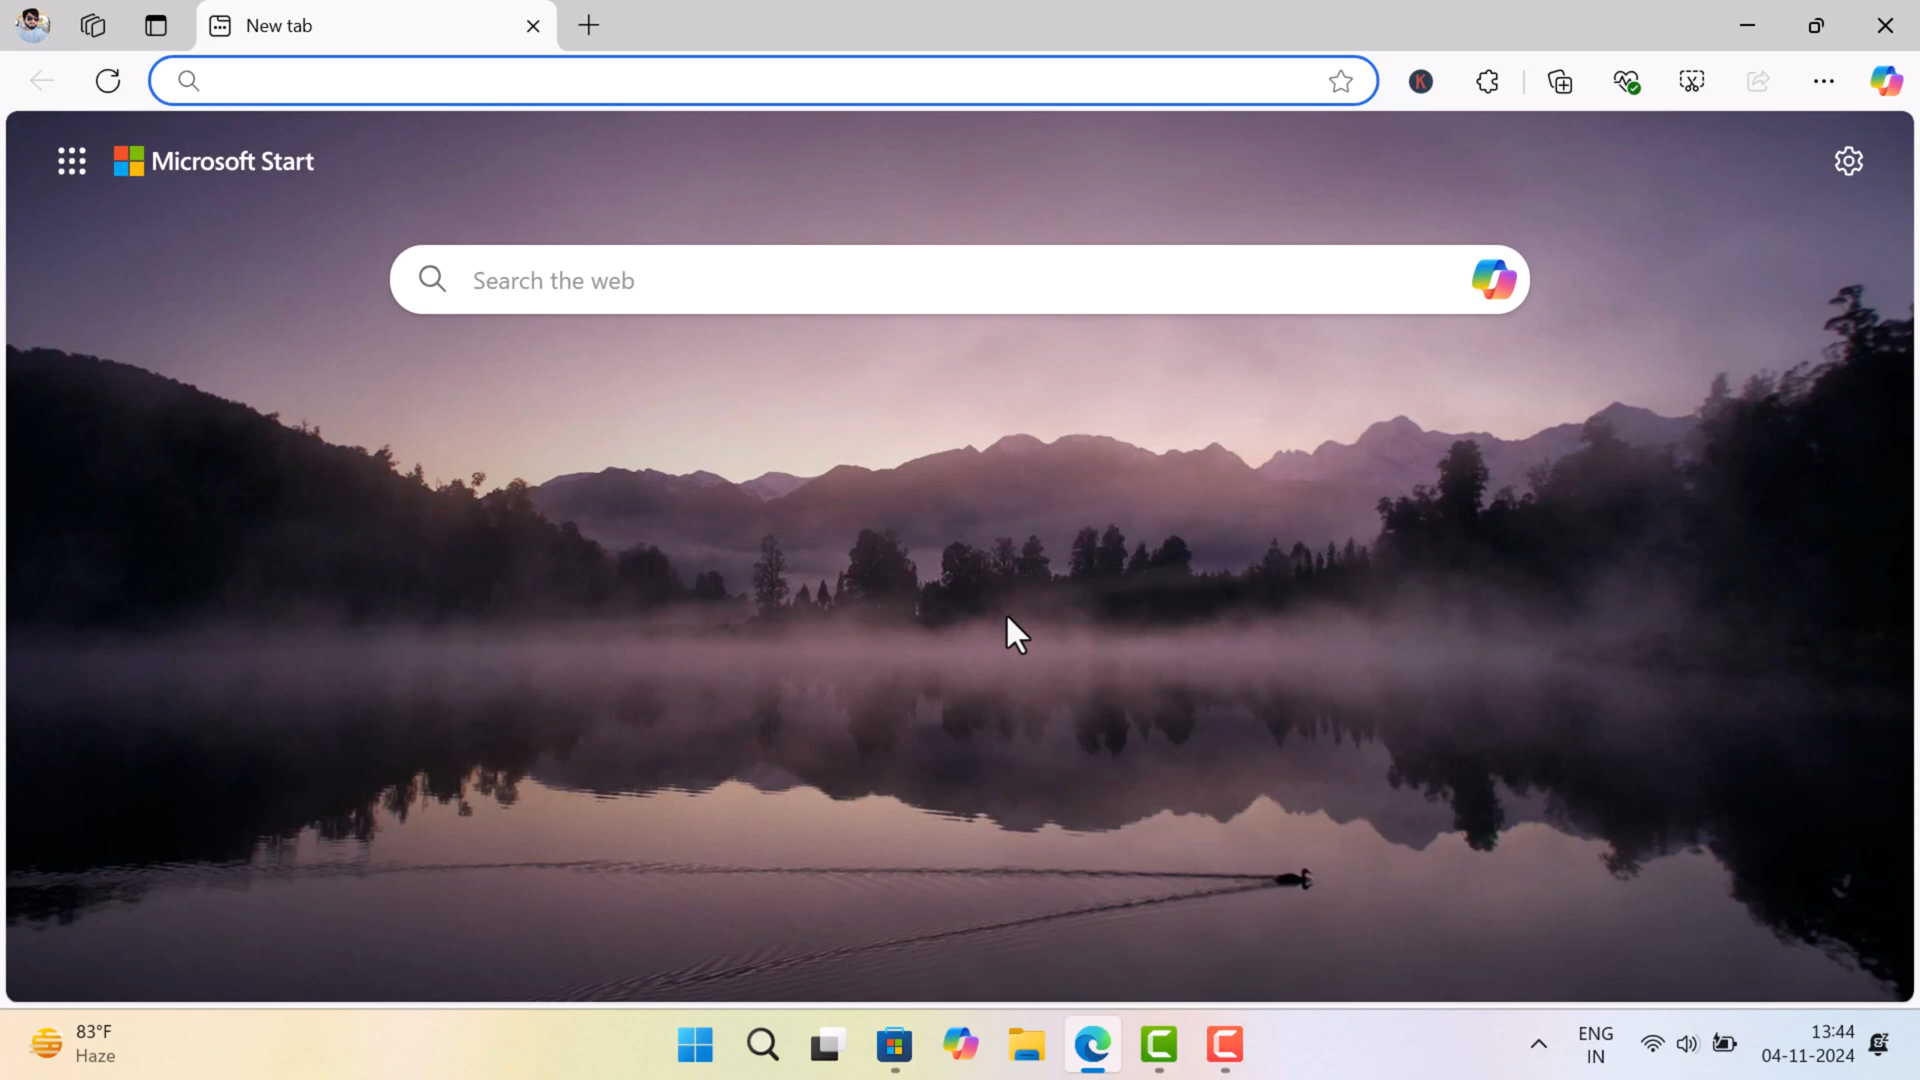 New tab
K
Microsoft Start
Search the web
83°F
Haze
ENG
IN
13:44
04-11-2024